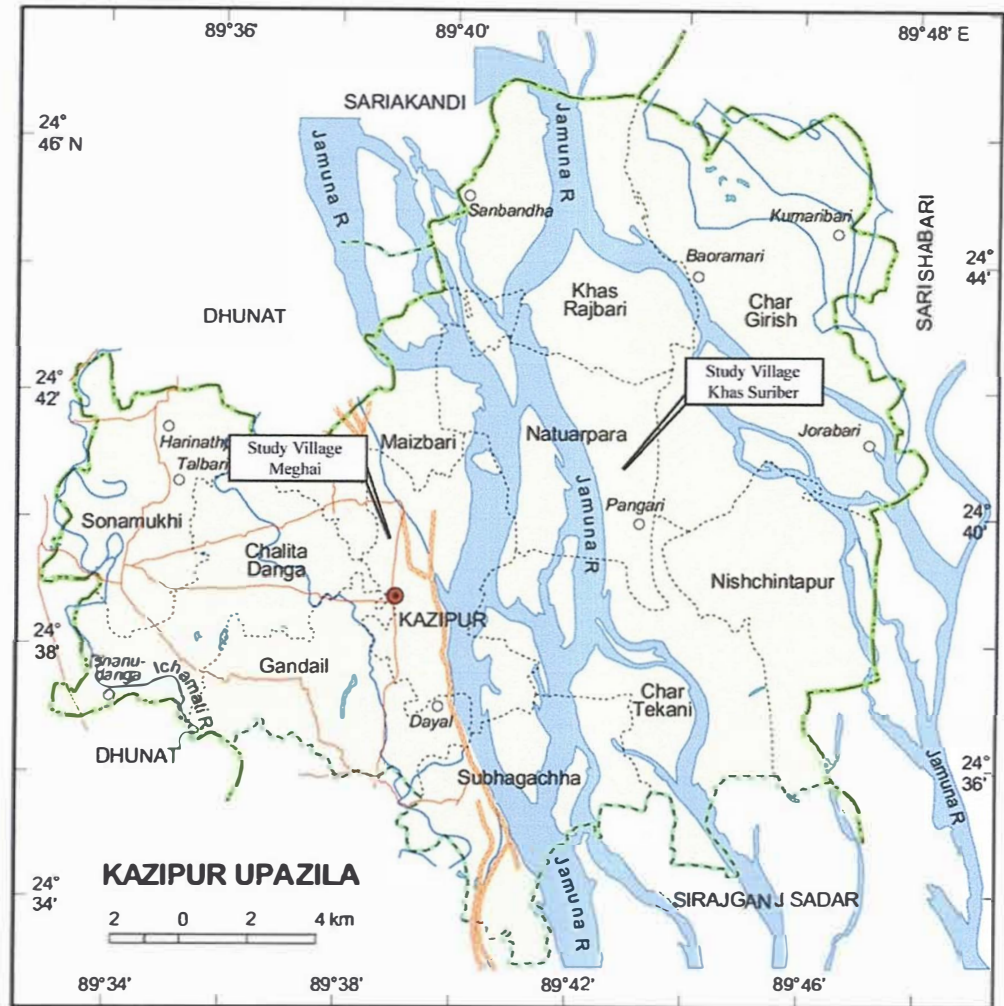 89° 36'
89° 40'
89° 48' E
SARIAKANDI
24°
46' N
Jamuna R
Jamuna R
Sanbandha
Kumaribari
SARISHABARI
Baoramari
24°
44'
Khas
Rajbari
Char
Girish
DHUNAT
24°
42'
Study Village
Khas Suriber
Maizbari
Natuarpara
Jorabari
Study Village
Meghai
Talbari
Jamuna R
Pangari
Sonamukhi
24°
40'
Chalita
Danga
Nishchintapur
KAZIPUR
24°
38'
danga
Ichamati R
Gandail
Char
Tekani
Dayal
DHUNAT
Subhagachha
24°
36'
Jamuna R
KAZIPUR UPAZILA
24°
34'
Jamuna R
SIRAJGANJ SADAR
2 0 2 4 km
89° 34'
89° 38'
89° 42'
89° 46'